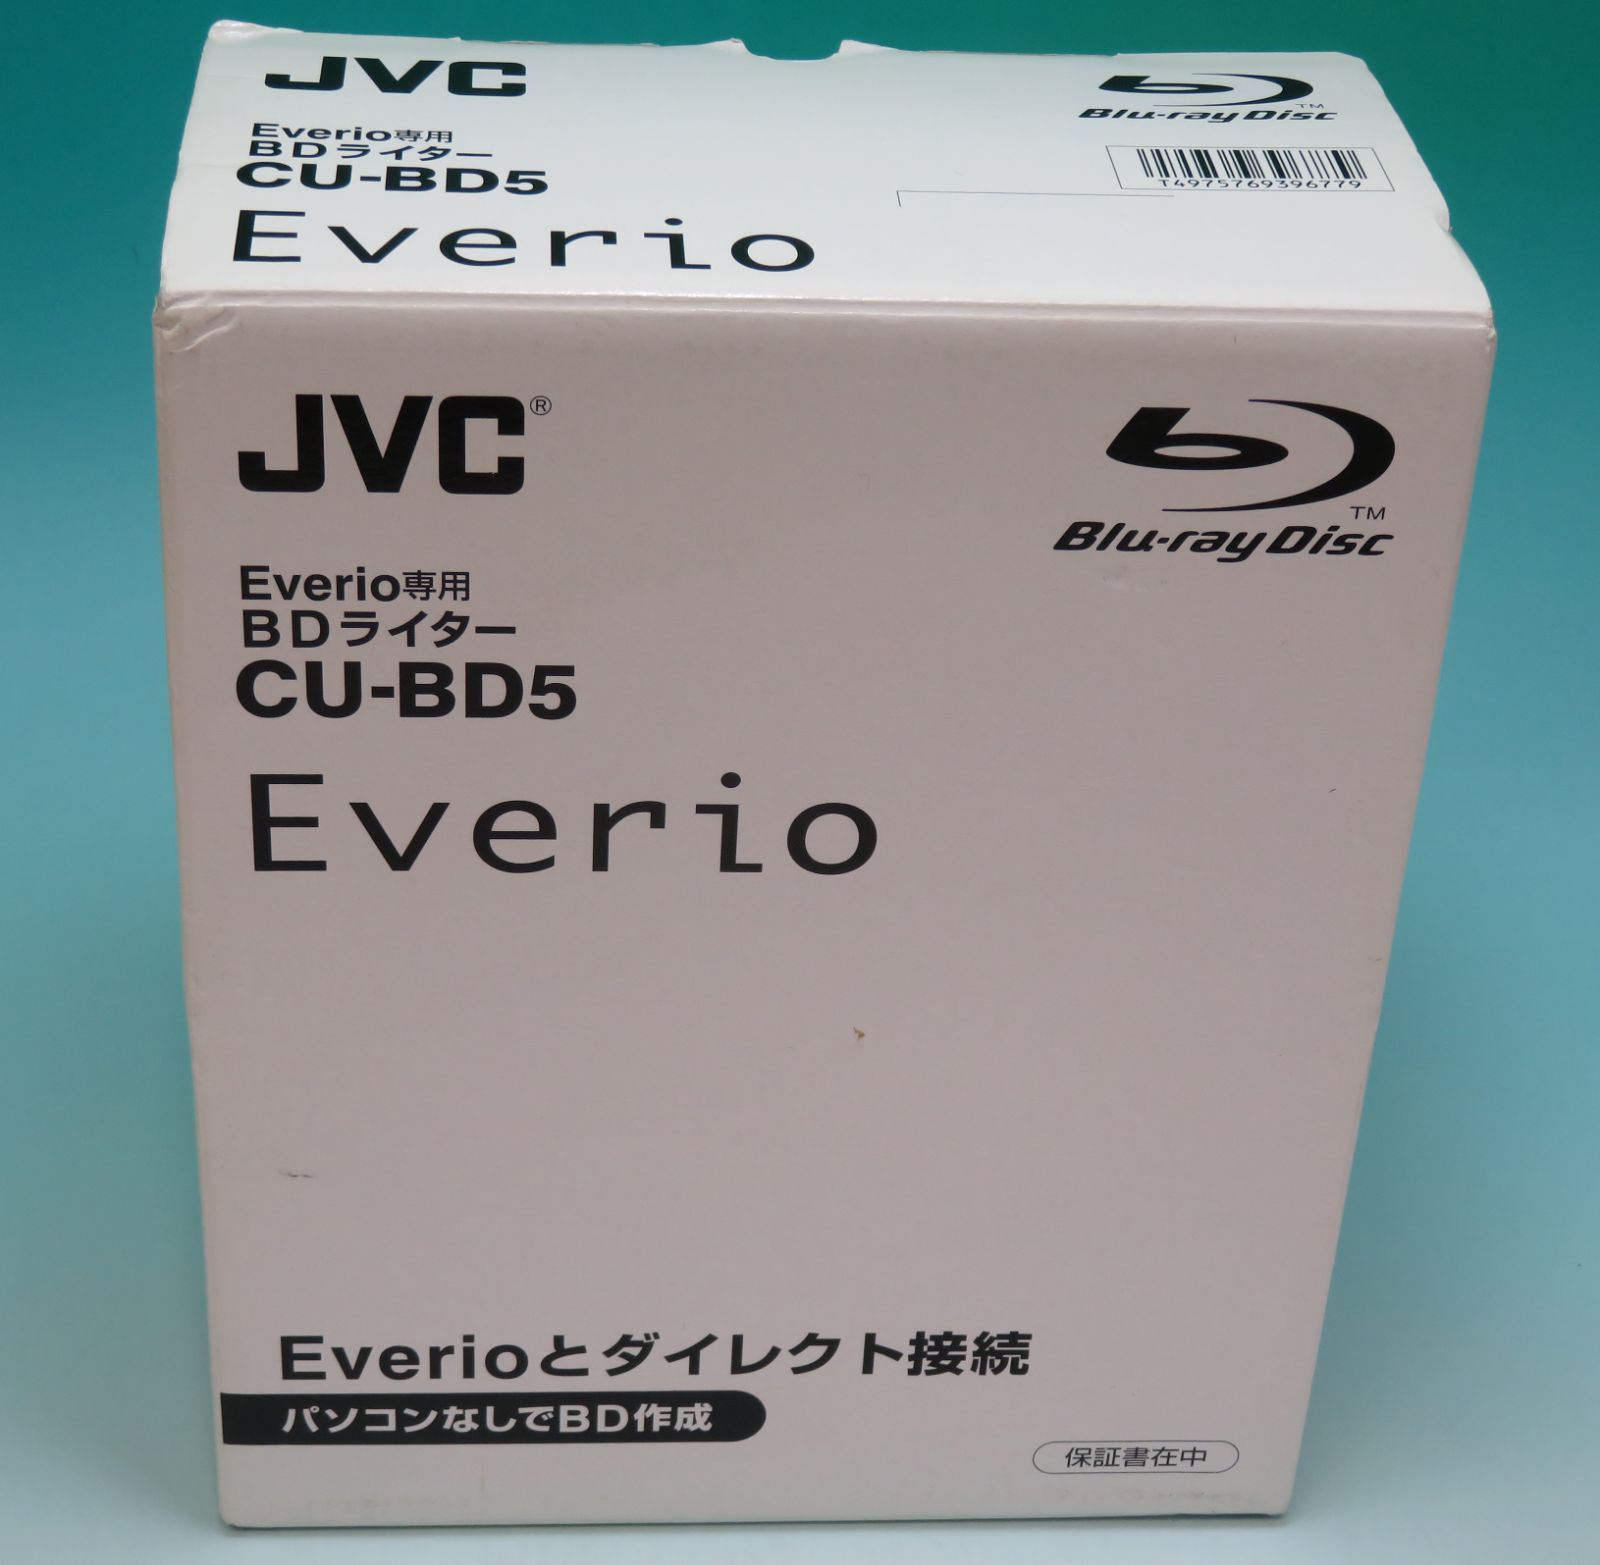 JVC
Blu-ray Disc
TM
Everio専用
BDライター
CU-BD5
T4975769396779
Everio
JVC®
TM
Blu-ray Disc
Everio専用
BDライター
CU-BD5
Everio
Everioとダイレクト接続
パソコンなしでBD作成
保証書在中